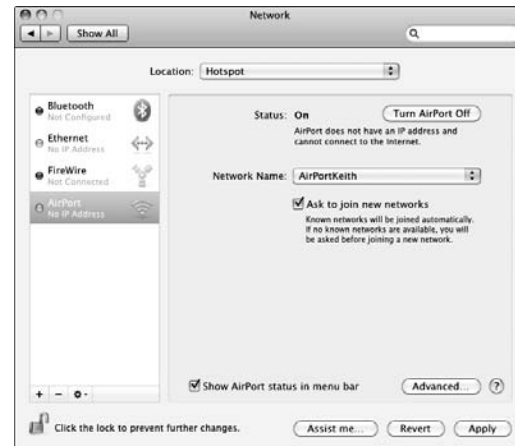 Network
Show All
Location: Hotspot
Bluetooth
Not Configured
Ethernet
No IP Address
FireWire
Not Connected
AirPort
No IP Address
Status: On
Turn AirPort Off
AirPort does not have an IP address and
cannot connect to the Internet.
Network Name: AirPortKeith
Ask to join new networks
Known networks will be joined automatically.
If no known networks are available, you will
be asked before joining a new network.
Show AirPort status in menu bar
Advanced...
?
Click the lock to prevent further changes.
Assist me...
Revert
Apply